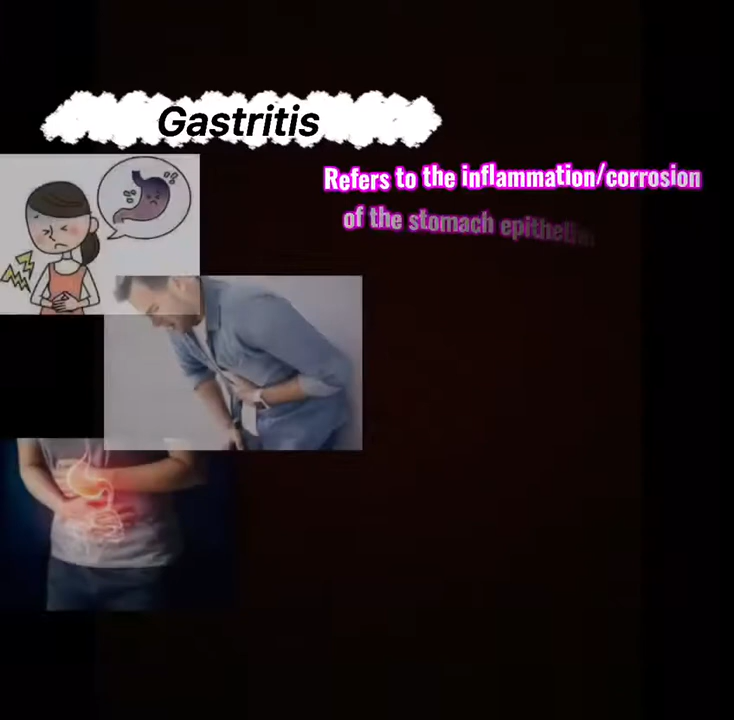 Gastritis
Refers to the inflammation/corrosion
of the stomach